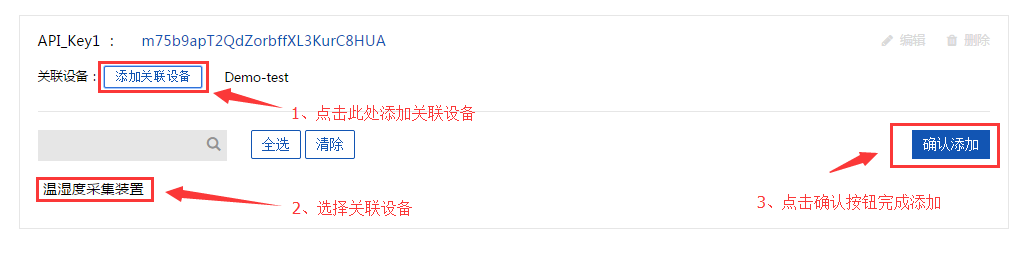 API_Key1 ： m75b9apT2QdZorbffXL3KurC8HUA 编辑 删除
关联设备： 添加关联设备 Demo-test
1、点击此处添加关联设备
全选 清除 确认添加
温湿度采集装置
2、选择关联设备
3、点击确认按钮完成添加